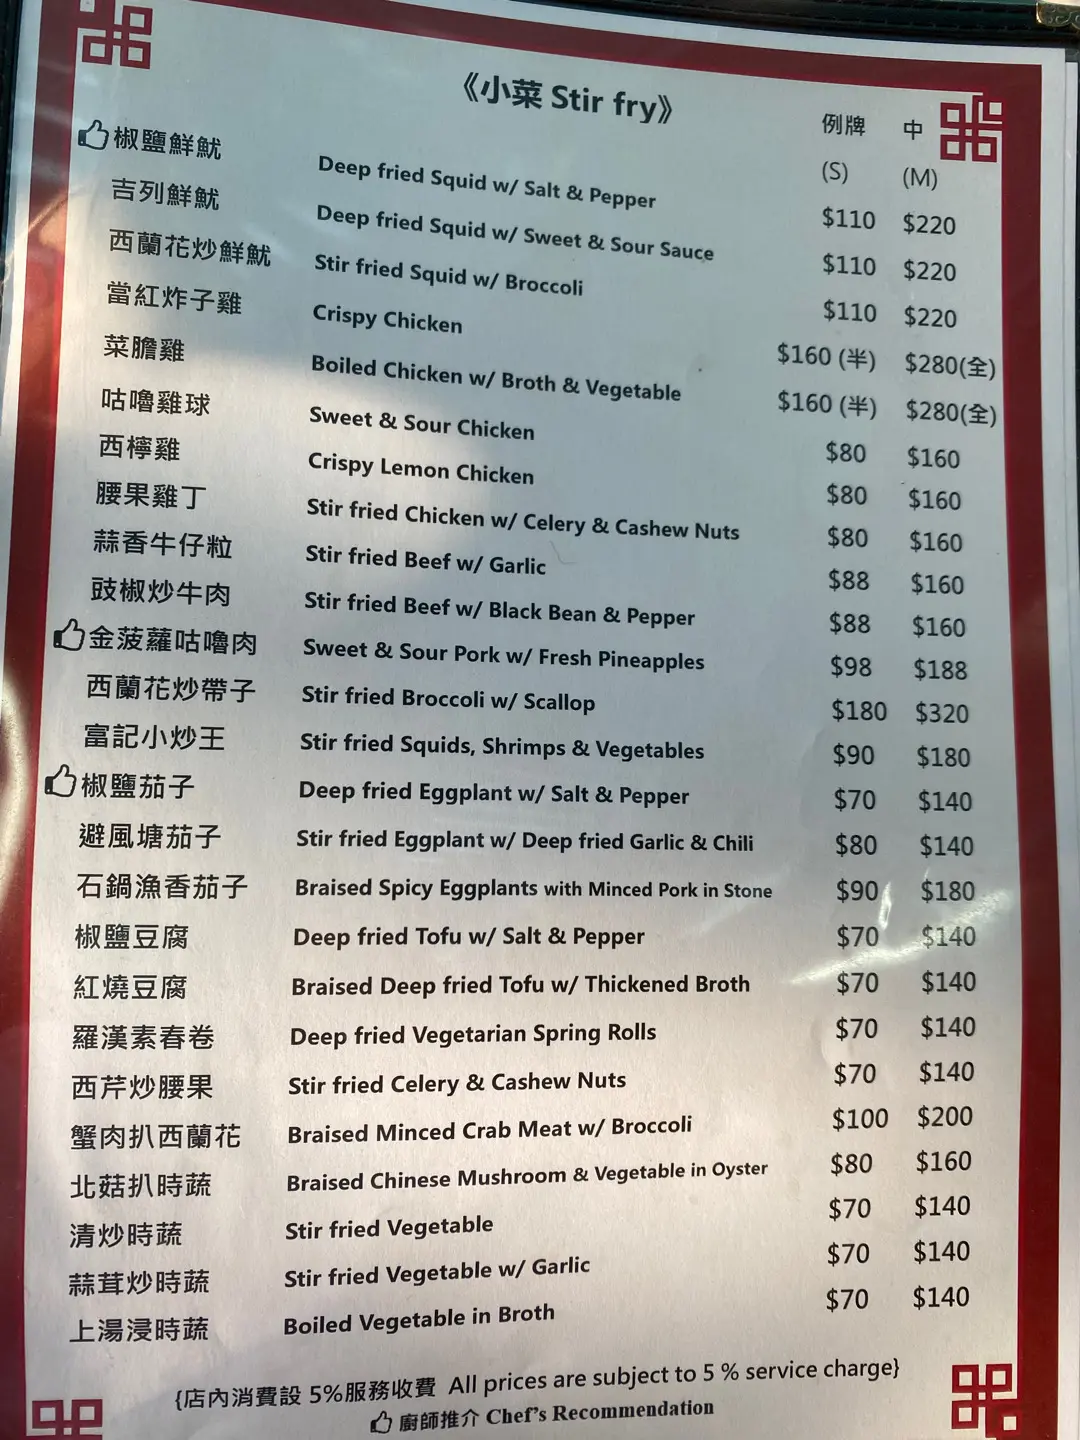 《小菜 Stir fry》
例牌 中
(S) (M)
椒鹽鮮魷 Deep fried Squid w/ Salt & Pepper $110 $220
吉列鮮魷 Deep fried Squid w/ Sweet & Sour Sauce $110 $220
西蘭花炒鮮魷 Stir fried Squid w/ Broccoli $110 $220
當紅炸子雞 Crispy Chicken $160 (半) $280(全)
菜膽雞 Boiled Chicken w/ Broth & Vegetable $160 (半) $280(全)
咕嚕雞球 Sweet & Sour Chicken $80 $160
西檸雞 Crispy Lemon Chicken $80 $160
腰果雞丁 Stir fried Chicken w/ Celery & Cashew Nuts $80 $160
蒜香牛仔粒 Stir fried Beef w/ Garlic $88 $160
豉椒炒牛肉 Stir fried Beef w/ Black Bean & Pepper $88 $160
金菠蘿咕嚕肉 Sweet & Sour Pork w/ Fresh Pineapples $98 $188
西蘭花炒帶子 Stir fried Broccoli w/ Scallop $180 $320
富記小炒王 Stir fried Squids, Shrimps & Vegetables $90 $180
椒鹽茄子 Deep fried Eggplant w/ Salt & Pepper $70 $140
避風塘茄子 Stir fried Eggplant w/ Deep fried Garlic & Chili $80 $140
石鍋漁香茄子 Braised Spicy Eggplants with Minced Pork in Stone $90 $180
椒鹽豆腐 Deep fried Tofu w/ Salt & Pepper $70 $140
紅燒豆腐 Braised Deep fried Tofu w/ Thickened Broth $70 $140
羅漢素春卷 Deep fried Vegetarian Spring Rolls $70 $140
西芹炒腰果 Stir fried Celery & Cashew Nuts $70 $140
蟹肉扒西蘭花 Braised Minced Crab Meat w/ Broccoli $100 $200
北菇扒時蔬 Braised Chinese Mushroom & Vegetable in Oyster $80 $160
清炒時蔬 Stir fried Vegetable $70 $140
蒜茸炒時蔬 Stir fried Vegetable w/ Garlic $70 $140
上湯浸時蔬 Boiled Vegetable in Broth $70 $140
{店內消費設 5%服務收費 All prices are subject to 5 % service charge}
廚師推介 Chef's Recommendation